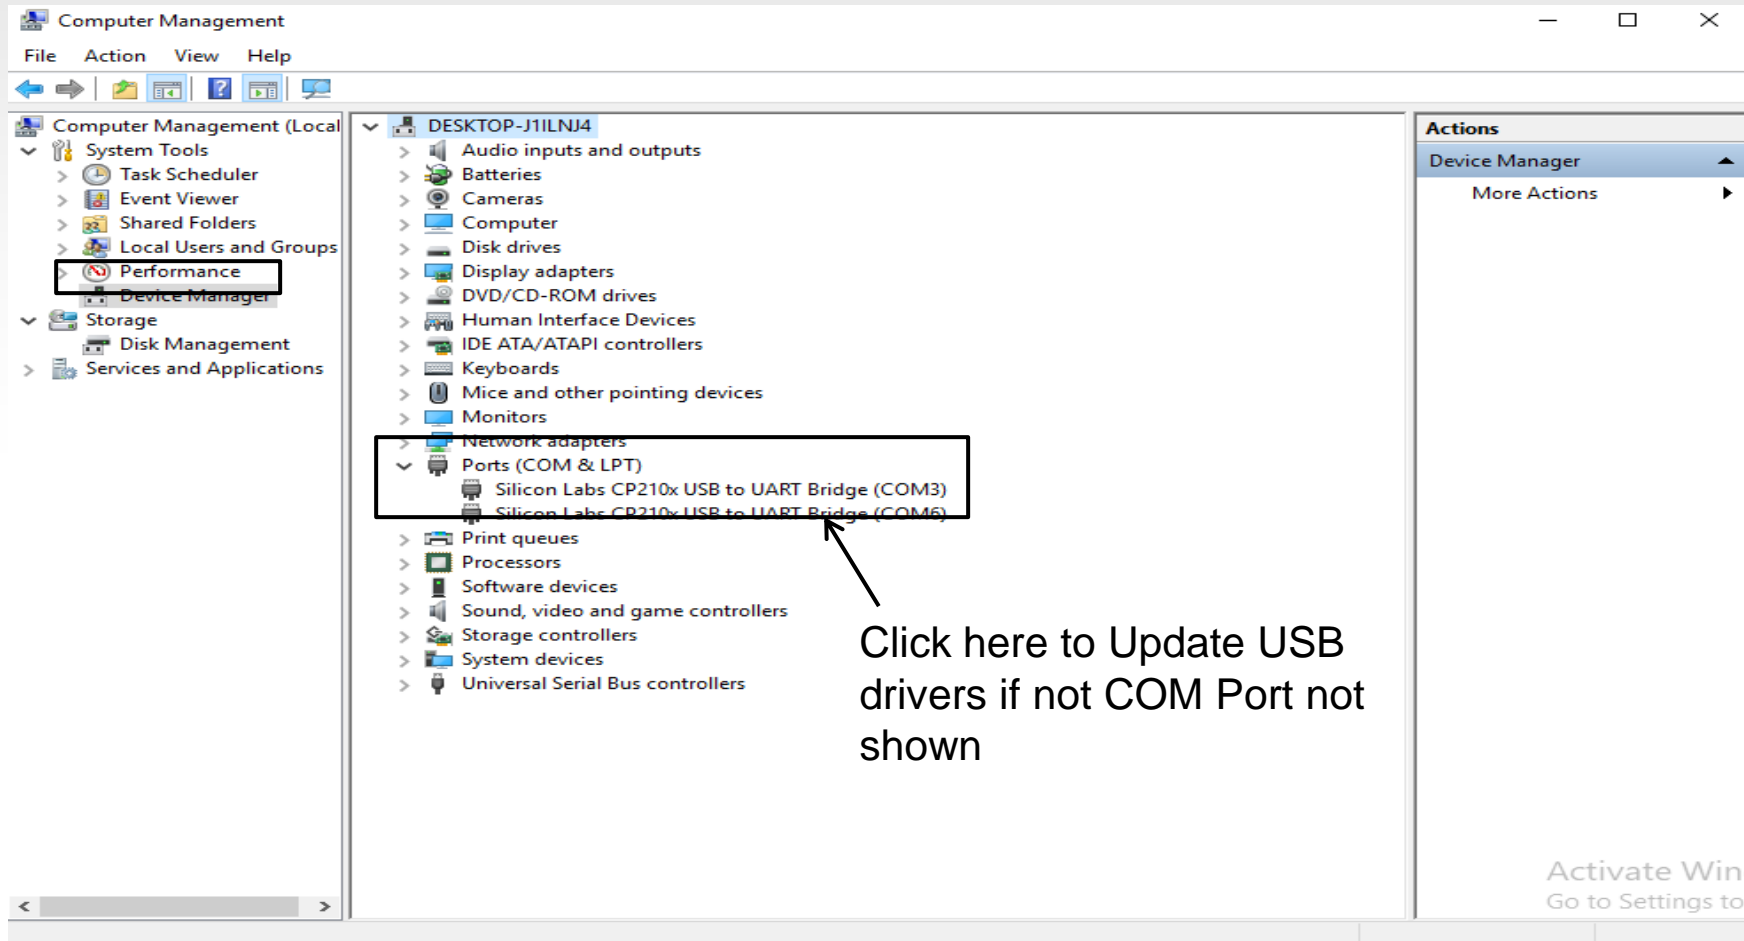 Computer Management
File Action View Help
Computer Management (Local
System Tools
Task Scheduler
Event Viewer
Shared Folders
Local Users and Groups
Performance
Device Manager
Storage
Disk Management
Services and Applications
DESKTOP-J1ILNJ4
Audio inputs and outputs
Batteries
Cameras
Computer
Disk drives
Display adapters
DVD/CD-ROM drives
Human Interface Devices
IDE ATA/ATAPI controllers
Keyboards
Mice and other pointing devices
Monitors
Network adapters
Ports (COM & LPT)
Silicon Labs CP210x USB to UART Bridge (COM3)
Silicon Labs CP210x USB to UART Bridge (COM6)
Print queues
Processors
Software devices
Sound, video and game controllers
Storage controllers
System devices
Universal Serial Bus controllers
Click here to Update USB
drivers if not COM Port not
shown
Actions
Device Manager
More Actions
Activate Win
Go to Settings to